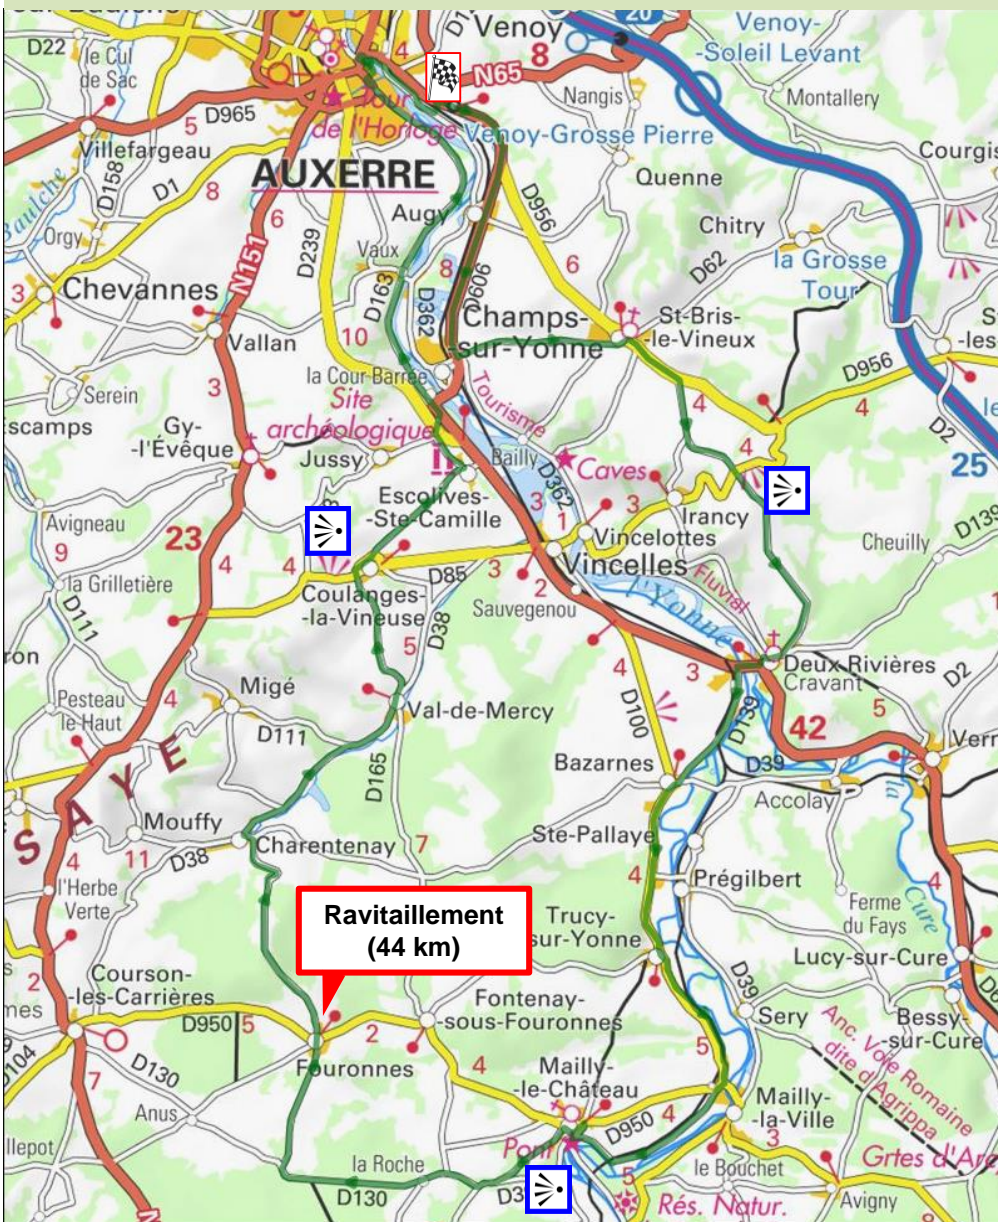 D22
le Cul
de Sac
4
Venoy
20
8
N65
Venoy-
-Soleil Levant
Nangis
Montallery
D965
5
Tour
de l'Horloge
Venoy-Grosse Pierre
Villefargeau
Courgis
Baulche
D158
D1
8
AUXERRE
Quenne
6
Augy
D956
Chitry
Orgy
N151
D239
Vaux
D163
8
D606
6
D62
la Grosse
Tour
3
Chevannes
D362
Champs-
-sur-Yonne
St-Bris-
-le-Vineux
Vallan
10
la Cour-Barrée
D956
Serein
3
Site
archéologique
Tourisme
4
4
D2
Gy-
-l'Évêque
Jussy
Bailly
Caves
4
25
D362
Escolives-
-Ste-Camille
3
1
3
Irancy
Avigneau
Vincelottes
D139
9
23
4
4
Cheuilly
la Grilletière
D85
3
Vincelles
Coulanges-
-la-Vineuse
2
Sauvegenou
l'Yonne
Fluvial
D111
5
D38
4
3
Deux Rivières
Cravant
D2
Migé
4
Pesteau
le Haut
Val-de-Mercy
D100
D139
42
5
D111
D165
Bazarnes
D39
Accolay
la
SAYE
Mouffy
Ste-Pallaye
11
D38
Charentenay
7
4
4
Prégilbert
l'Herbe
Verte
Ravitaillement
(44 km)
Ferme
du Fays
Cure
4
Trucy-
-sur-Yonne
Lucy-sur-Cure
2
Courson-
-les-Carrières
Fontenay-
-sous-Fouronnes
D39
Sery
Bessy-
-sur-Cure
D950
5
2
Anc. Voie Romaine
dite d'Agrippa
D104
Fouronnes
5
D130
4
Mailly-
-le-Château
7
Anus
4
D950
Mailly-
-la-Ville
3
Pont
Grtes d'Arc
la Roche
5
le Bouchet
D130
Rés. Natur.
Avigny